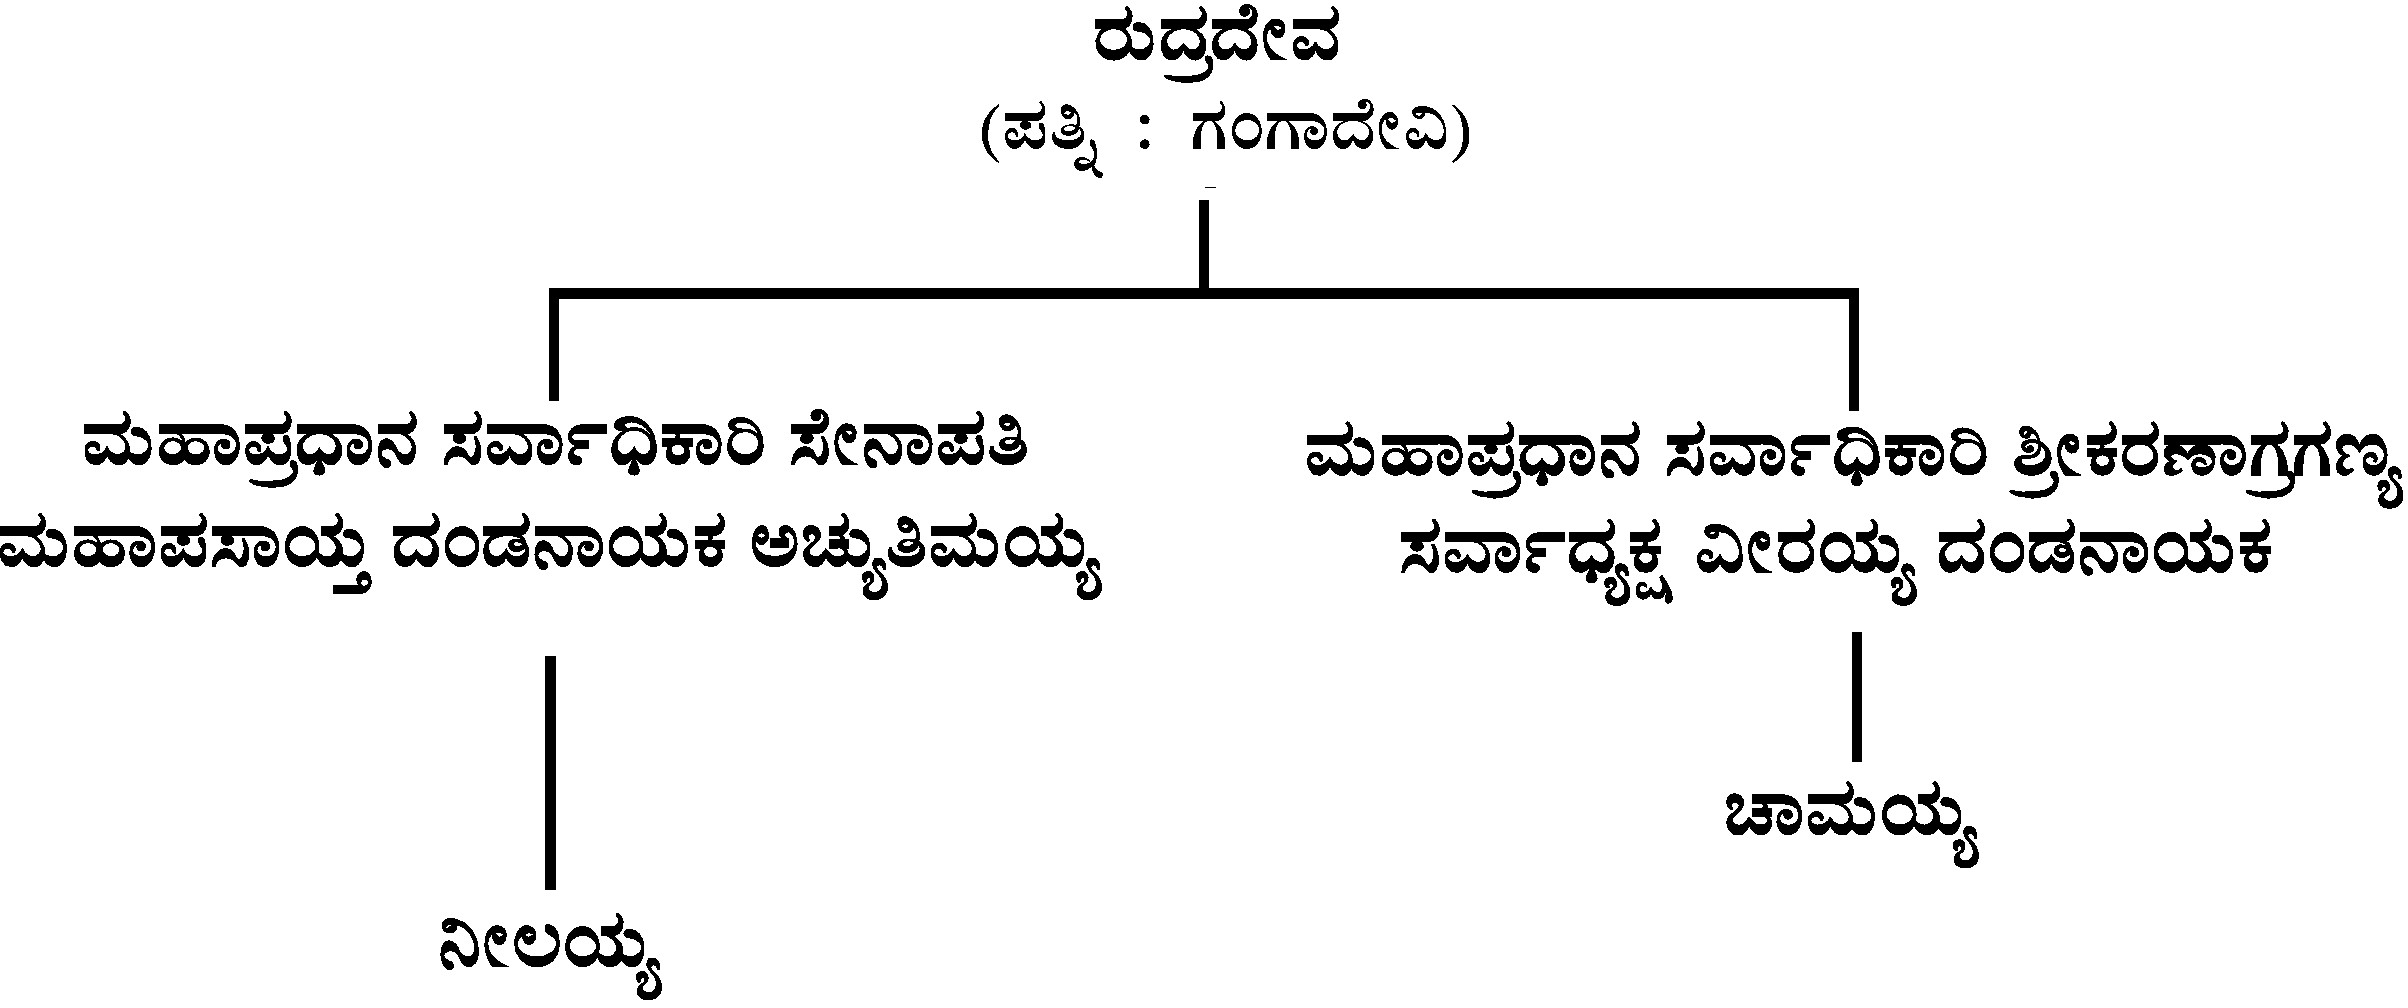 ರುದ್ರದೇವ
(ಪತ್ನಿ : ಗಂಗಾದೇವಿ)
ಮಹಾಪ್ರಧಾನ ಸರ್ವಾಧಿಕಾರಿ ಸೇನಾಪತಿ
ಮಹಾಪಸಾಯ್ತ ದಂಡನಾಯಕ ಅಚ್ಯುತಿಮಯ್ಯ
ಮಹಾಪ್ರಧಾನ ಸರ್ವಾಧಿಕಾರಿ ಶ್ರೀಕರಣಾಗ್ರಗಣ್ಯ
ಸರ್ವಾಧ್ಯಕ್ಷ ವೀರಯ್ಯ ದಂಡನಾಯಕ
ಚಾಮಯ್ಯ
ನೀಲಯ್ಯ